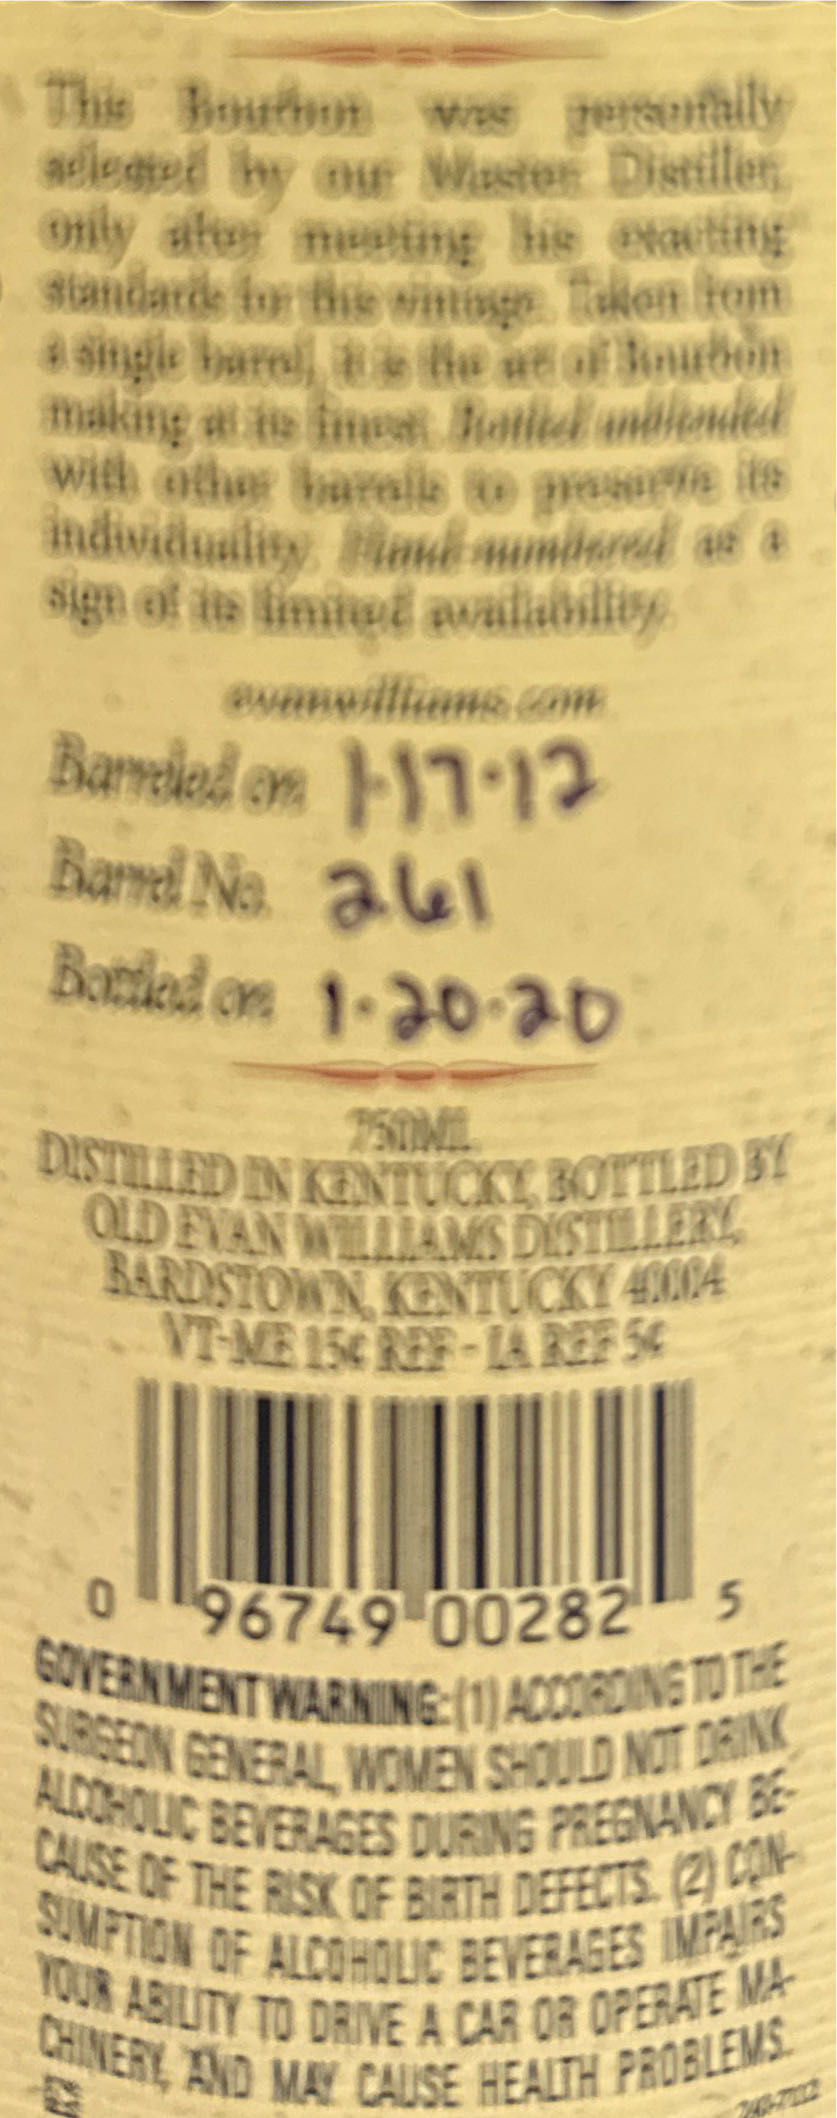 This Bourbon was personally
selected by our Master Distiller,
only after meeting his exacting
standards for this vintage. Taken from
a single barrel, it is the art of Bourbon
making at its finest. Bottled unblended
with other barrels to preserve its
individuality. Hand-numbered as a
sign of its limited availability.
evanwilliams.com
Barreled on 1·17·12
Barrel No. 261
Bottled on 1·20·20
750ML
DISTILLED IN KENTUCKY, BOTTLED BY
OLD EVAN WILLIAMS DISTILLERY,
BARDSTOWN, KENTUCKY 40004
VT-ME 15¢ REF - IA REF 5¢
0 96749 00282 5
GOVERNMENT WARNING: (1) ACCORDING TO THE
SURGEON GENERAL, WOMEN SHOULD NOT DRINK
ALCOHOLIC BEVERAGES DURING PREGNANCY BE-
CAUSE OF THE RISK OF BIRTH DEFECTS. (2) CON-
SUMPTION OF ALCOHOLIC BEVERAGES IMPAIRS
YOUR ABILITY TO DRIVE A CAR OR OPERATE MA-
CHINERY, AND MAY CAUSE HEALTH PROBLEMS.